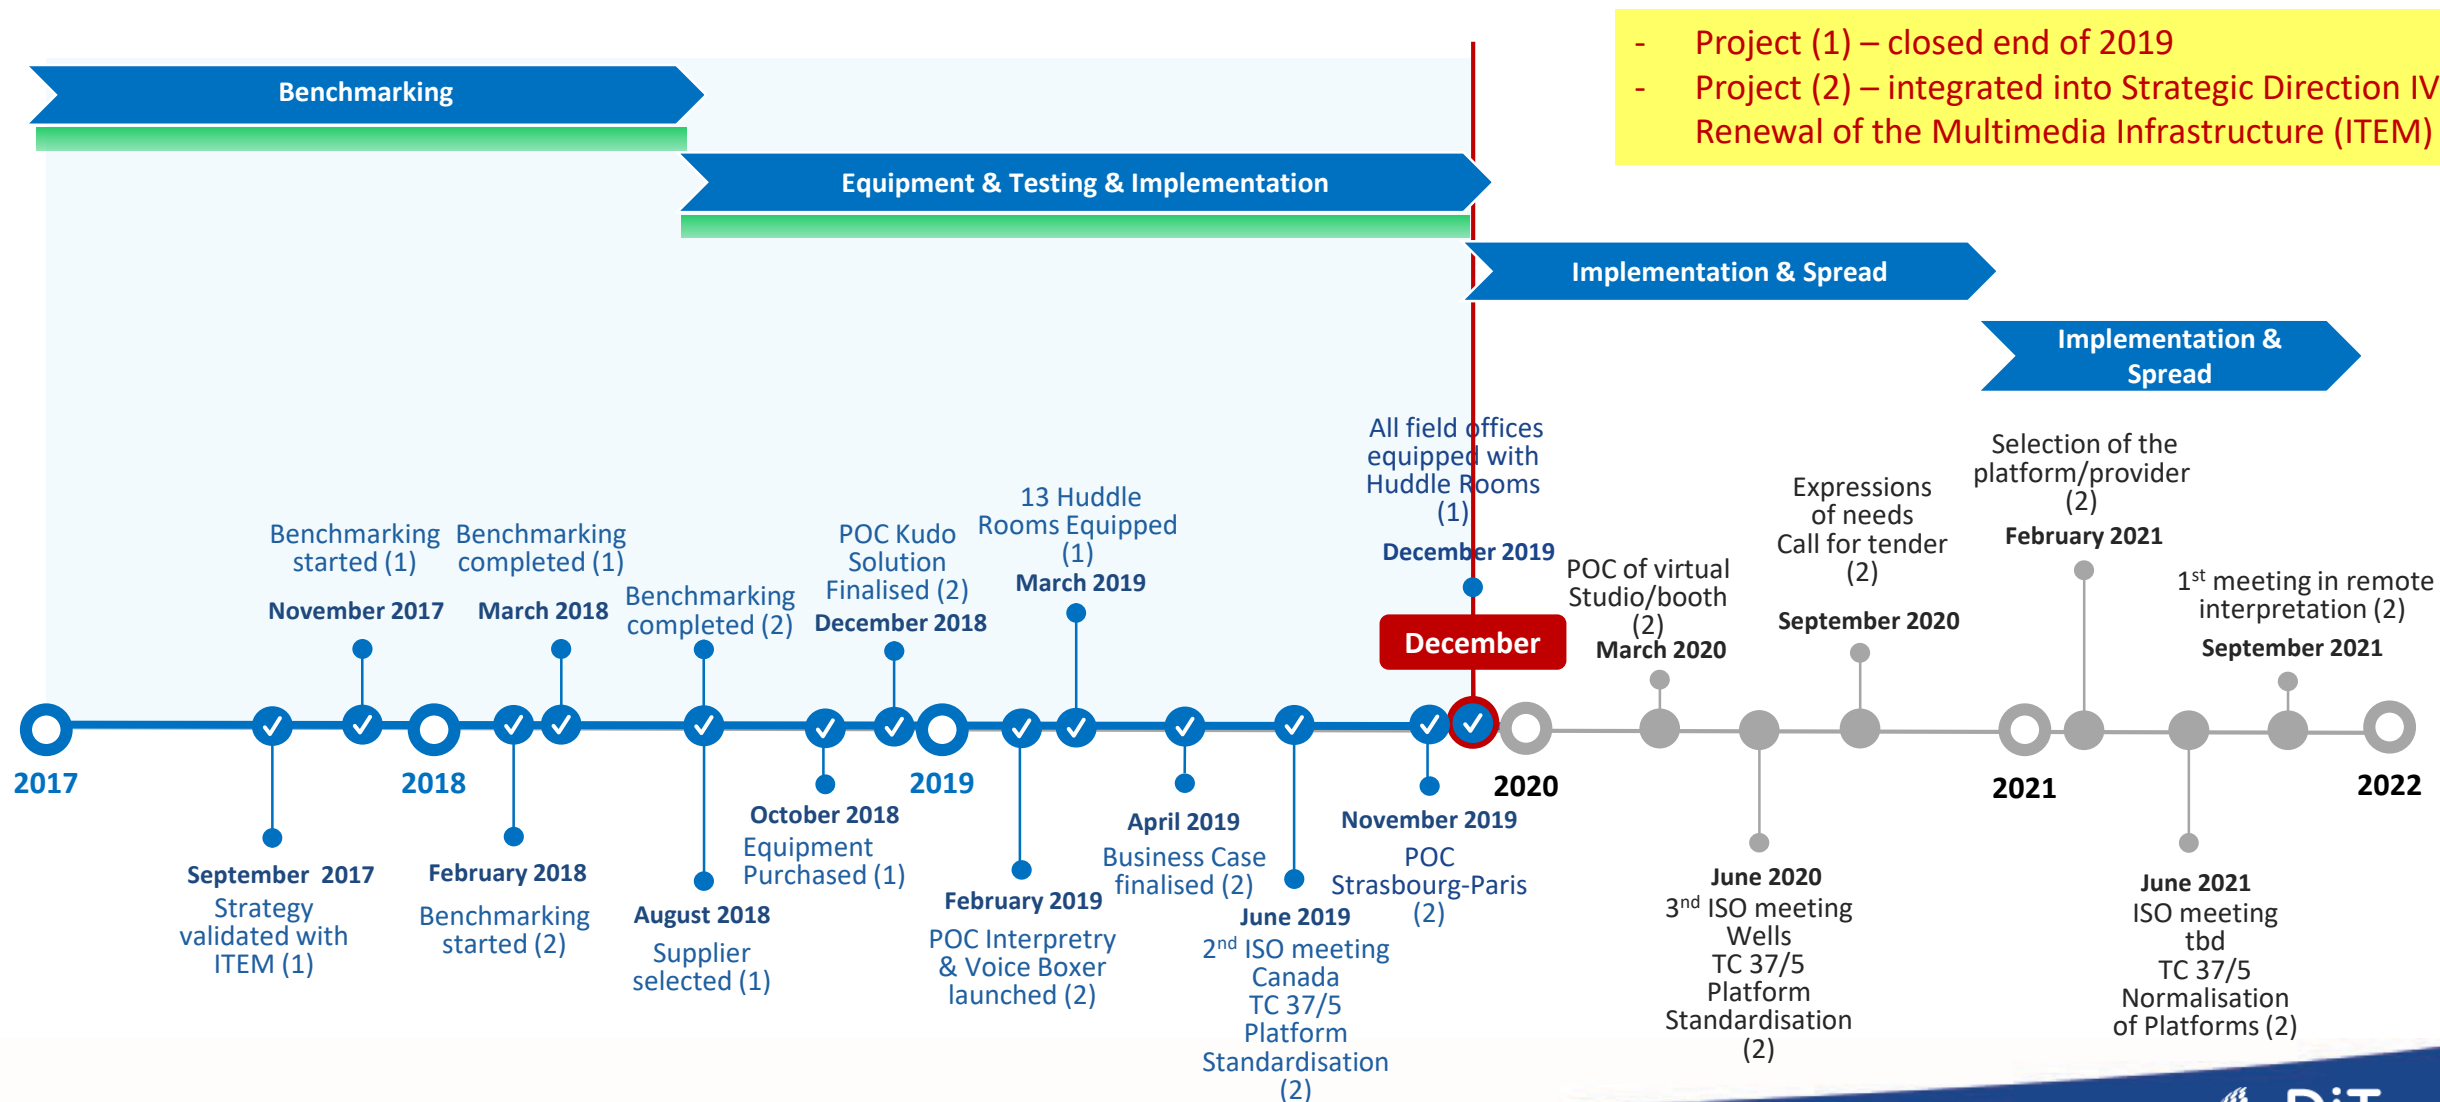 - Project (1) – closed end of 2019
- Project (2) – integrated into Strategic Direction IV
Renewal of the Multimedia Infrastructure (ITEM)
Benchmarking
Equipment & Testing & Implementation
Implementation & Spread
Implementation &
Spread
Benchmarking
started (1)
November 2017
Benchmarking
completed (1)
March 2018
Benchmarking
completed (2)
POC Kudo
Solution
Finalised (2)
December 2018
13 Huddle
Rooms Equipped
(1)
March 2019
All field offices
equipped with
Huddle Rooms
(1)
December 2019
December
POC of virtual
Studio/booth
(2)
March 2020
Expressions
of needs
Call for tender
(2)
September 2020
Selection of the
platform/provider
(2)
February 2021
1st meeting in remote
interpretation (2)
September 2021
2017
2018
2019
2020
2021
2022
September 2017
Strategy
validated with
ITEM (1)
February 2018
Benchmarking
started (2)
August 2018
Supplier
selected (1)
October 2018
Equipment
Purchased (1)
February 2019
POC Interpretry
& Voice Boxer
launched (2)
April 2019
Business Case
finalised (2)
June 2019
2nd ISO meeting
Canada
TC 37/5
Platform
Standardisation
(2)
November 2019
POC
Strasbourg-Paris
(2)
June 2020
3nd ISO meeting
Wells
TC 37/5
Platform
Standardisation
(2)
June 2021
ISO meeting
tbd
TC 37/5
Normalisation
of Platforms (2)
DiT